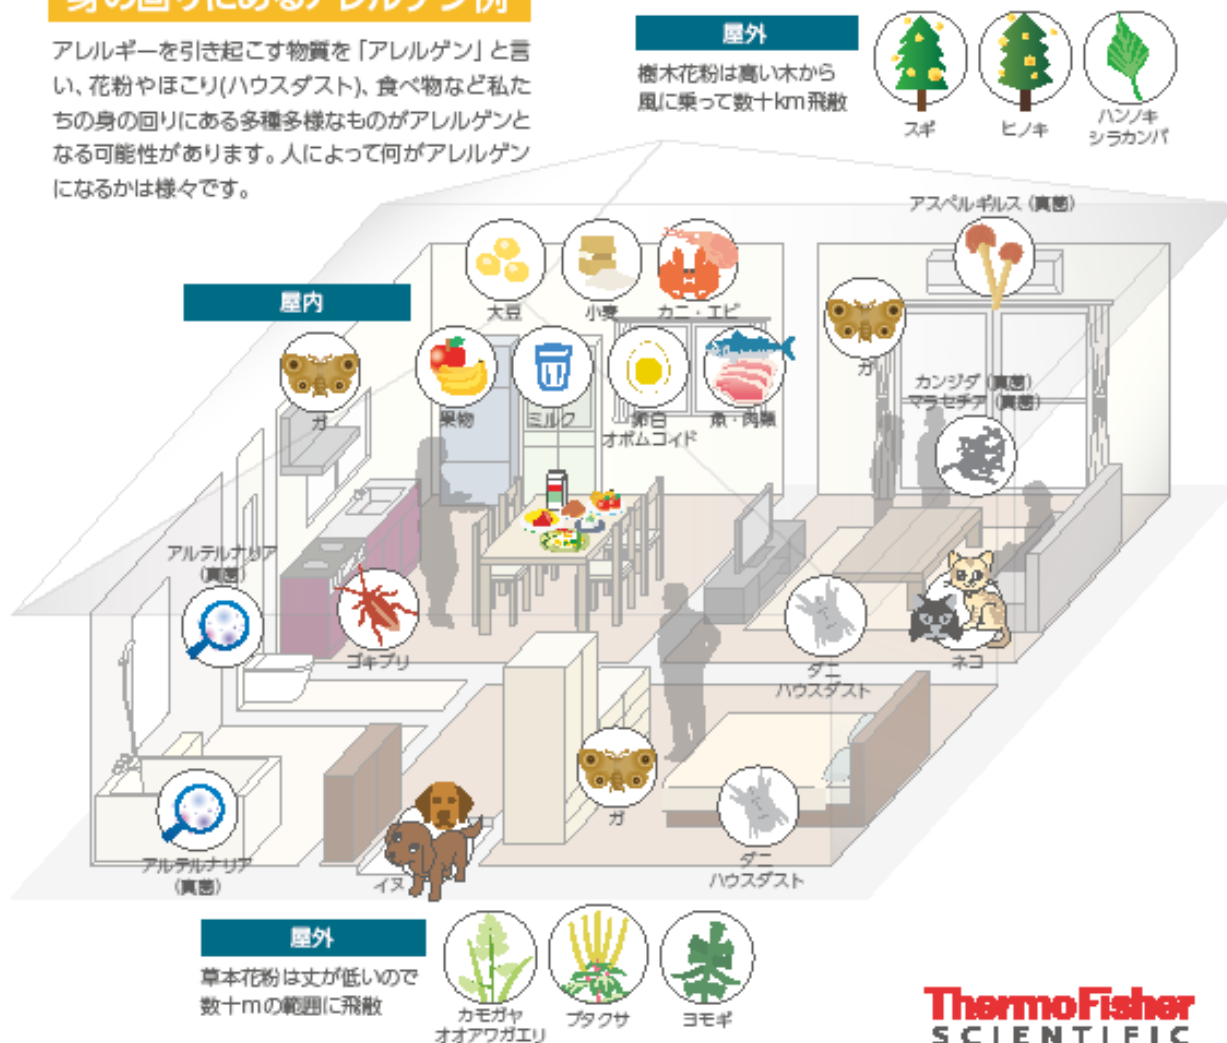 身の回りにあるアレルゲン例
アレルギーを引き起こす物質を「アレルゲン」と言
い、花粉やほこり(ハウスダスト)、食べ物など私た
ちの身の回りにある多種多様なものがアレルゲンと
なる可能性があります。人によって何がアレルゲン
になるかは様々です。
屋外
樹木花粉は高い木から
風に乗って数十km飛散
スギ
ヒノキ
ハンノキ
シラカンバ
アスペルギルス(真菌)
屋内
大豆
小麦
カニ・エビ
ガ
果物
ミルク
卵白
オボムコイド
魚・肉類
ガ
カンジダ(真菌)
マラセチア(真菌)
アルテルナリア
(真菌)
ゴキブリ
ダニ
ハウスダスト
ネコ
ガ
アルテルナリア
(真菌)
イヌ
ダニ
ハウスダスト
屋外
草本花粉は丈が低いので
数十mの範囲に飛散
カモガヤ
オオアワガエリ
ブタクサ
ヨモギ
ThermoFisher
SCIENTIFIC